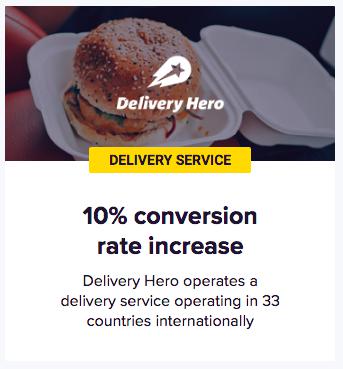 Delivery Hero
DELIVERY SERVICE
10% conversion
rate increase
Delivery Hero operates a
delivery service operating in 33
countries internationally